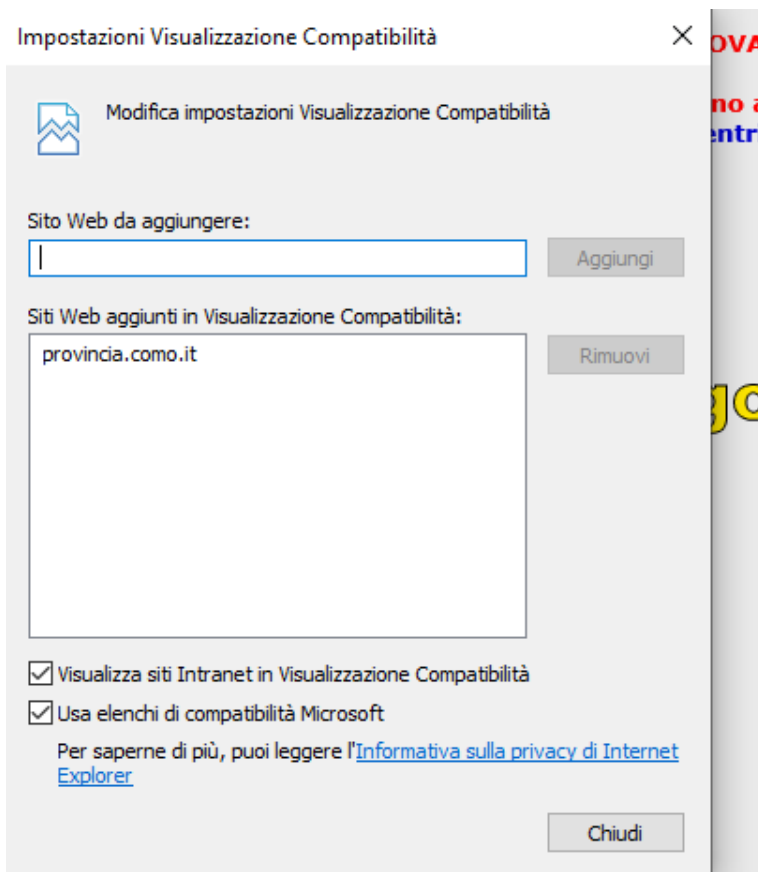 Impostazioni Visualizzazione Compatibilità
Modifica impostazioni Visualizzazione Compatibilità
Sito Web da aggiungere:
Aggiungi
Siti Web aggiunti in Visualizzazione Compatibilità:
provincia.como.it
Rimuovi
Visualizza siti Intranet in Visualizzazione Compatibilità
Usa elenchi di compatibilità Microsoft
Per saperne di più, puoi leggere l'Informativa sulla privacy di Internet
Explorer
Chiudi